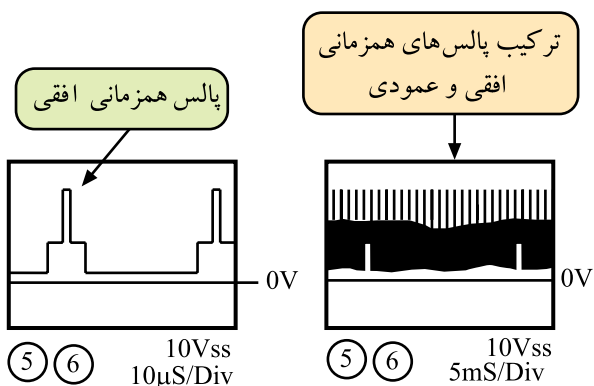 ترکیب پالس‌های همزمانی
افقی و عمودی
پالس همزمانی افقی
0V
0V
5 6
10Vss
10µS/Div
5 6
10Vss
5mS/Div